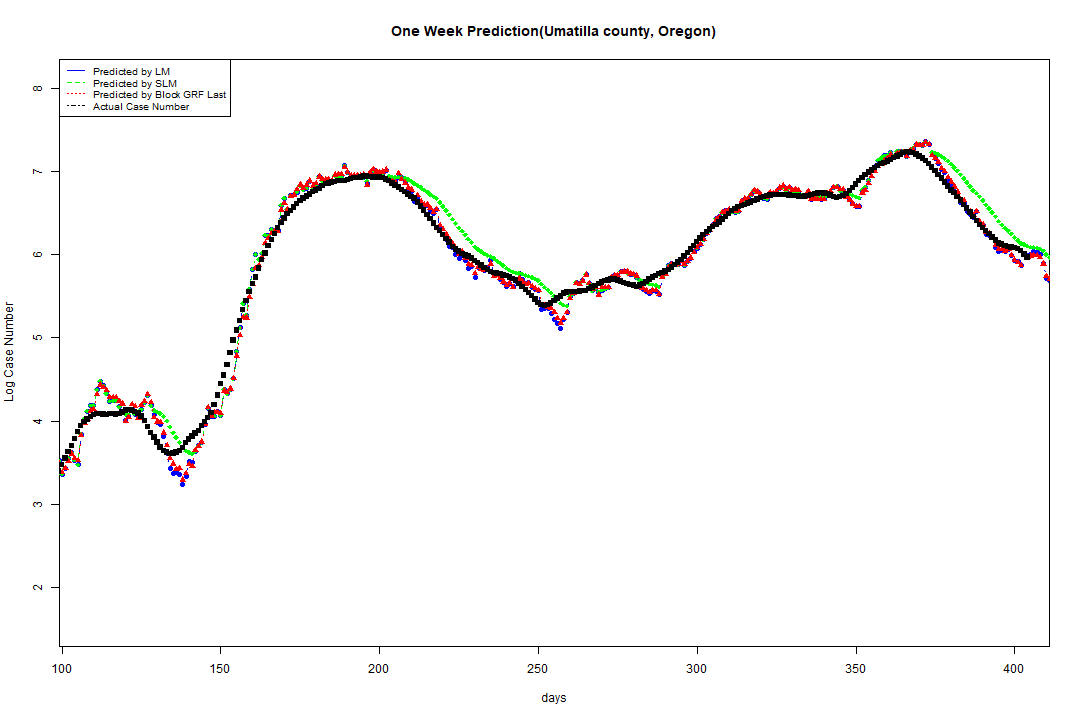 One Week Prediction(Umatilla county, Oregon)
Predicted by LM
Predicted by SLM
Predicted by Block GRF Last
Actual Case Number
8
7
6
5
4
3
2
Log Case Number
100 150 200 250 300 350 400
days